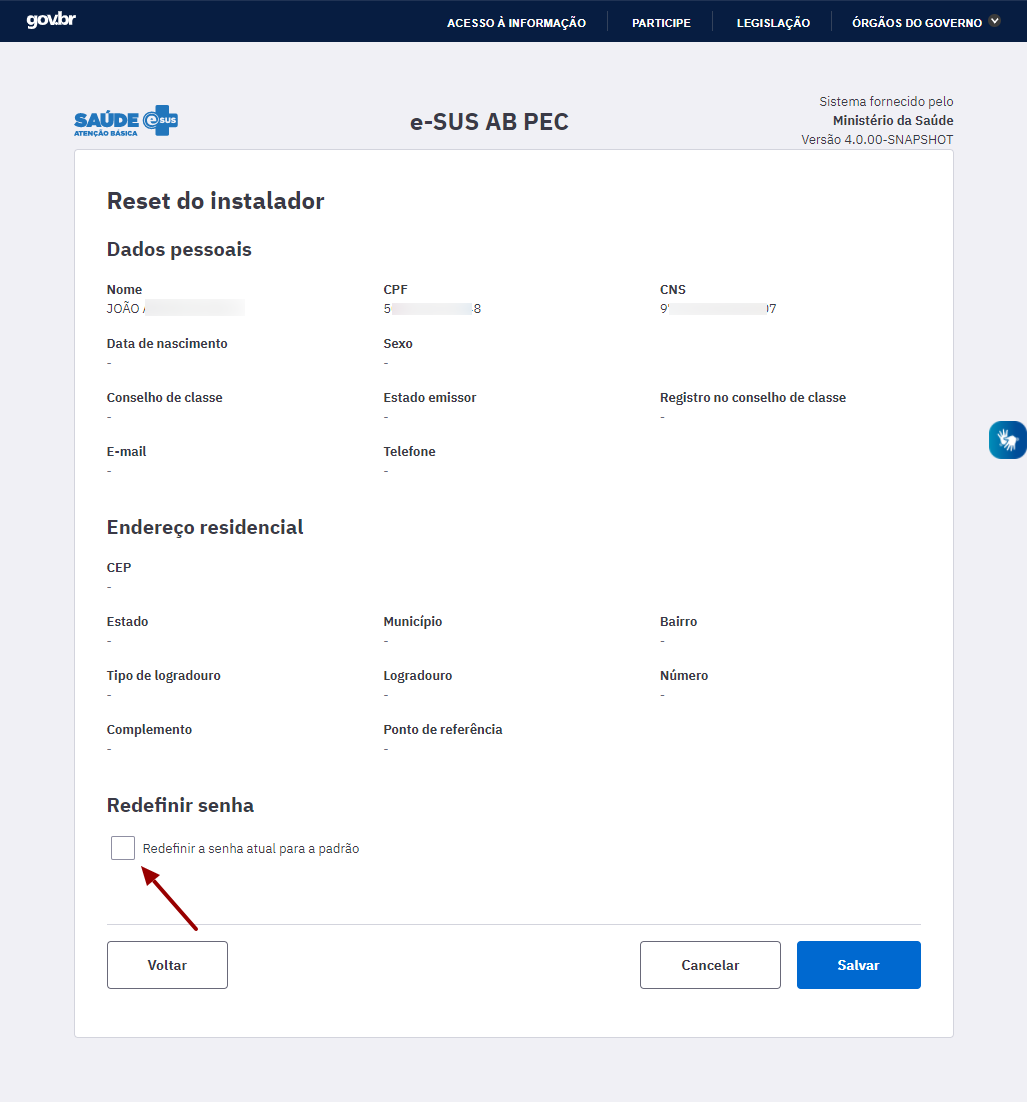 gov.br
ACESSO À INFORMAÇÃO PARTICIPE LEGISLAÇÃO ÓRGÃOS DO GOVERNO
SAÚDE e SUS
ATENÇÃO BÁSICA
e-SUS AB PEC
Sistema fornecido pelo
Ministério da Saúde
Versão 4.0.00-SNAPSHOT
Reset do instalador
Dados pessoais
Nome CPF CNS
JOÃO 5 8 9 07
Data de nascimento Sexo
- -
Conselho de classe Estado emissor Registro no conselho de classe
- - -
E-mail Telefone
- -
Endereço residencial
CEP
-
Estado Município Bairro
- - -
Tipo de logradouro Logradouro Número
- - -
Complemento Ponto de referência
- -
Redefinir senha
Redefinir a senha atual para a padrão
Voltar Cancelar Salvar